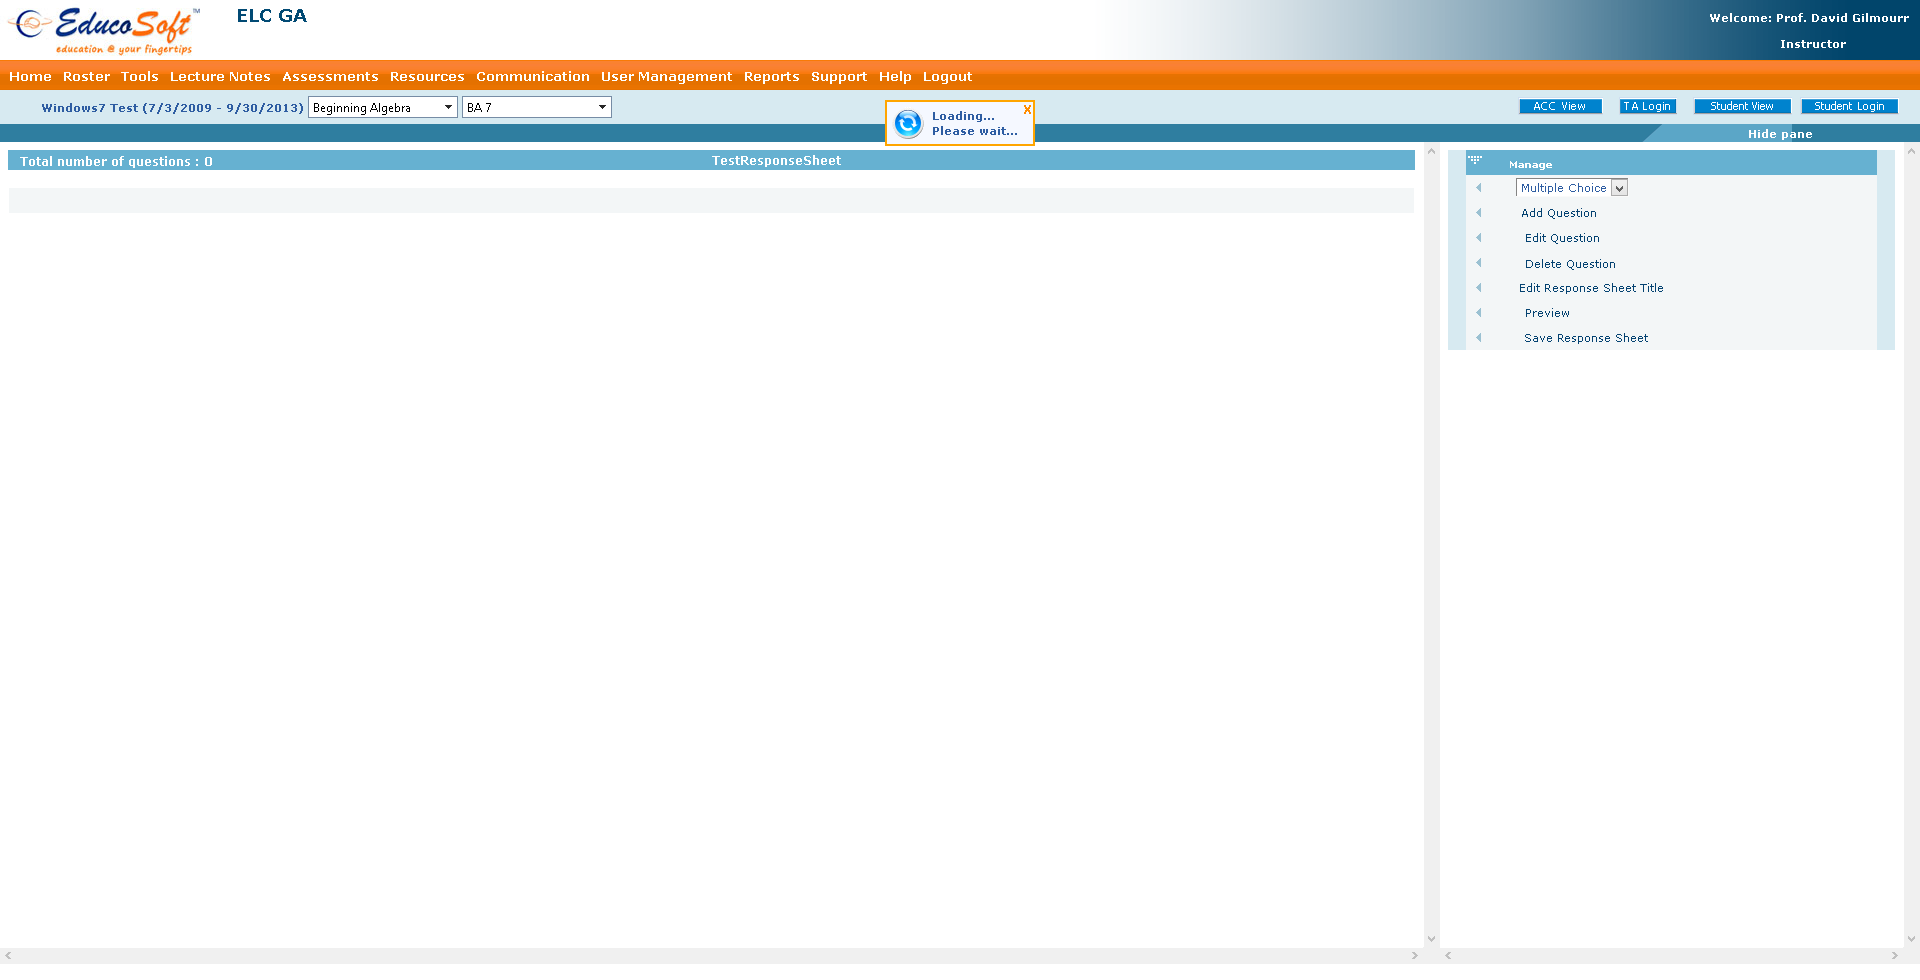 EducoSoft™
education @ your fingertips
ELC GA
Welcome: Prof. David Gilmourr
Instructor
Home Roster Tools Lecture Notes Assessments Resources Communication User Management Reports Support Help Logout
Windows7 Test (7/3/2009 - 9/30/2013) Beginning Algebra BA 7
Loading...
Please wait...
X
ACC View TA Login Student View Student Login
Hide pane
Total number of questions : 0 TestResponseSheet
Manage
Multiple Choice
Add Question
Edit Question
Delete Question
Edit Response Sheet Title
Preview
Save Response Sheet